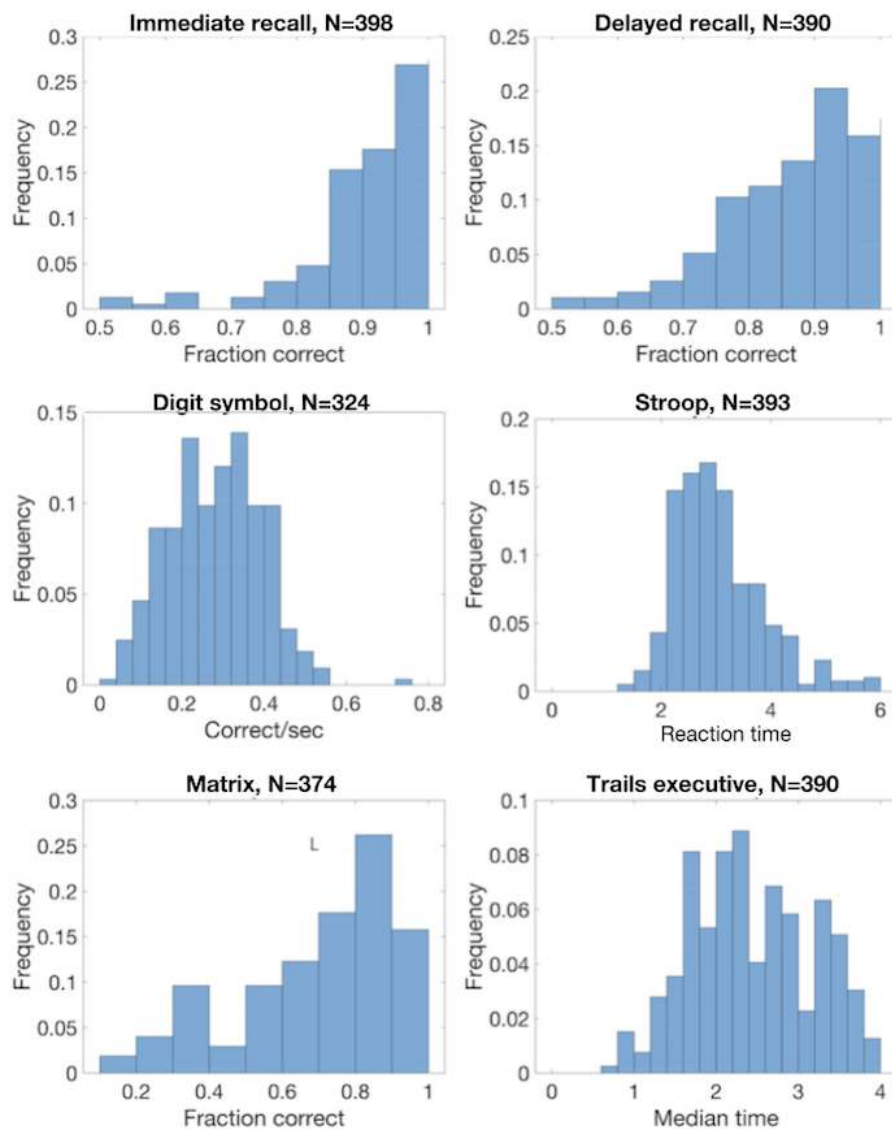 Immediate recall, N=398
0.3
0.25
0.2
0.15
0.1
0.05
0
Frequency
0.5 0.6 0.7 0.8 0.9 1
Fraction correct
Delayed recall, N=390
0.25
0.2
0.15
0.1
0.05
0
Frequency
0.5 0.6 0.7 0.8 0.9 1
Fraction correct
Digit symbol, N=324
0.15
0.1
0.05
0
Frequency
0 0.2 0.4 0.6 0.8
Correct/sec
Stroop, N=393
0.2
0.15
0.1
0.05
0
Frequency
0 2 4 6
Reaction time
Matrix, N=374
0.3
0.25
0.2
0.15
0.1
0.05
0
Frequency
L
0.2 0.4 0.6 0.8 1
Fraction correct
Trails executive, N=390
0.1
0.08
0.06
0.04
0.02
0
Frequency
0 1 2 3 4
Median time